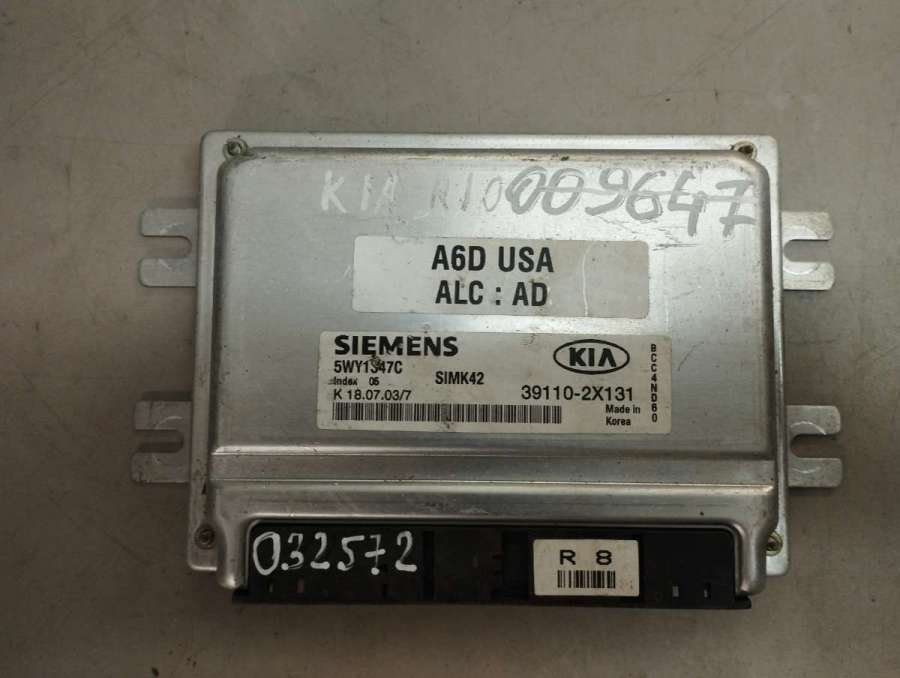 KIA RIO 009647
A6D USA
ALC : AD
SIEMENS
5WY1347C
Index 05
SIMK42
K 18.07.03/7
KIA
39110-2X131
Made in
Korea
BCC4ND60
032572
R 8